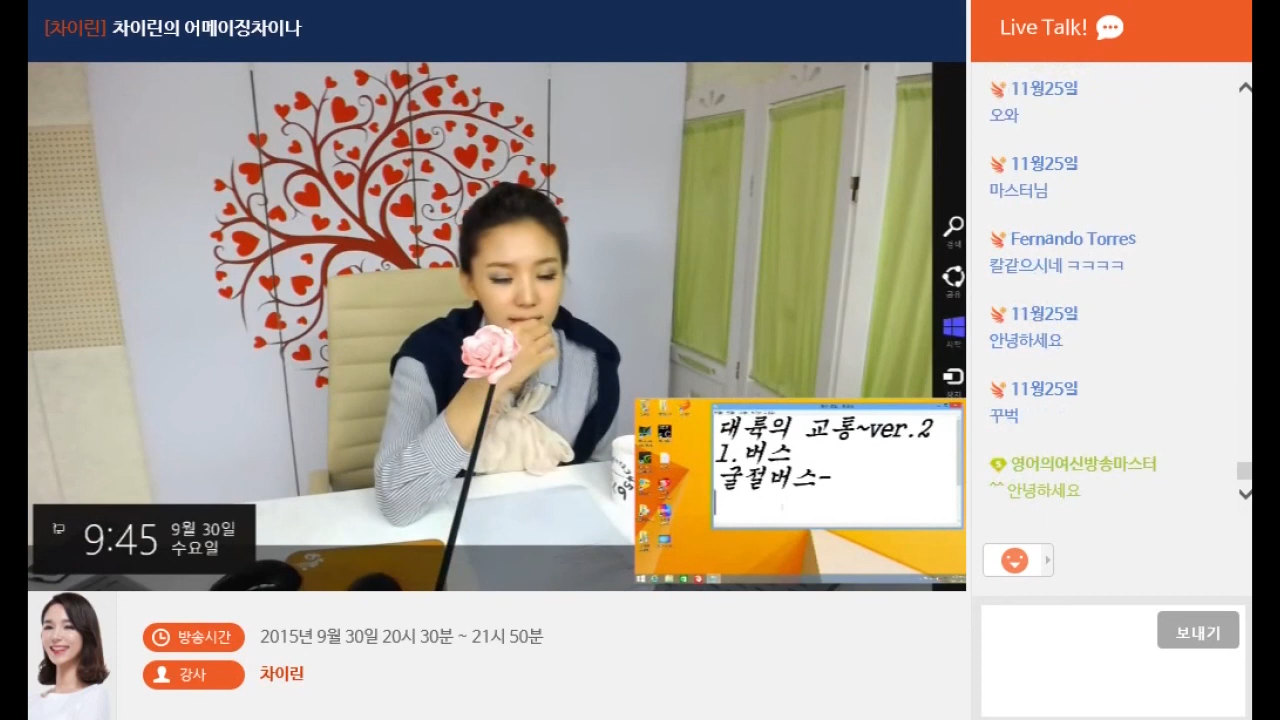 [차이린] 차이린의 어메이징차이나
Live Talk!
11월25일
오와
11월25일
마스터님
Fernando Torres
칼같으시네 ㅋㅋㅋㅋ
11월25일
안녕하세요
11월25일
꾸벅
영어의여신방송마스터
^^ 안녕하세요
보내기
검색
공유
시작
대륙의 교통~ver.2
1.버스
굴절버스-
9:45
9월 30일
수요일
방송시간 2015년 9월 30일 20시 30분 ~ 21시 50분
강사 차이린